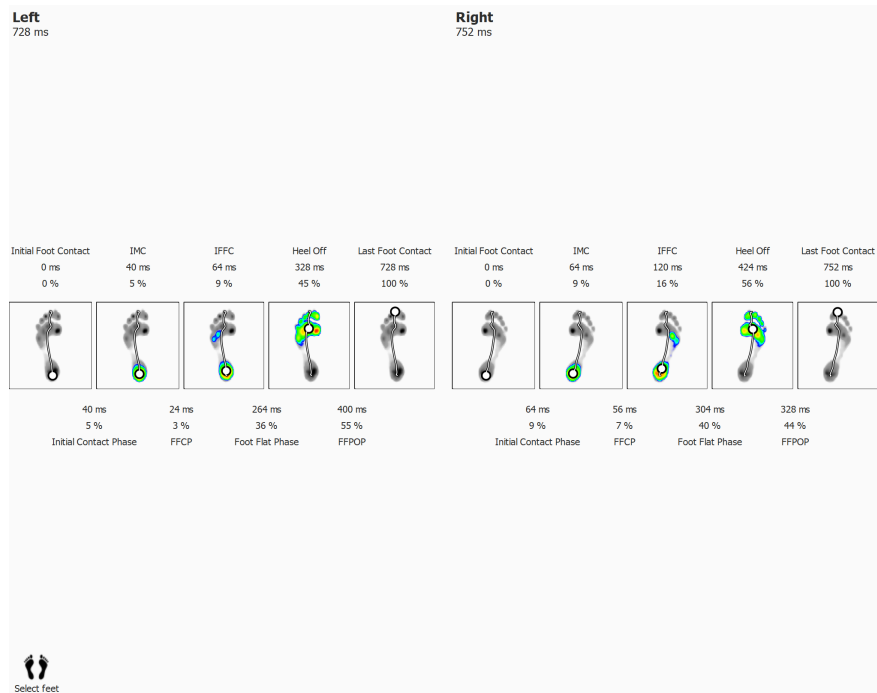 Left
728 ms
Right
752 ms
Initial Foot Contact IMC IFFC Heel Off Last Foot Contact
0 ms 40 ms 64 ms 328 ms 728 ms
0 % 5 % 9 % 45 % 100 %
Initial Foot Contact IMC IFFC Heel Off Last Foot Contact
0 ms 64 ms 120 ms 424 ms 752 ms
0 % 9 % 16 % 56 % 100 %
40 ms 24 ms 264 ms 400 ms
5 % 3 % 36 % 55 %
Initial Contact Phase FFCP Foot Flat Phase FFPOP
64 ms 56 ms 304 ms 328 ms
9 % 7 % 40 % 44 %
Initial Contact Phase FFCP Foot Flat Phase FFPOP
Select feet